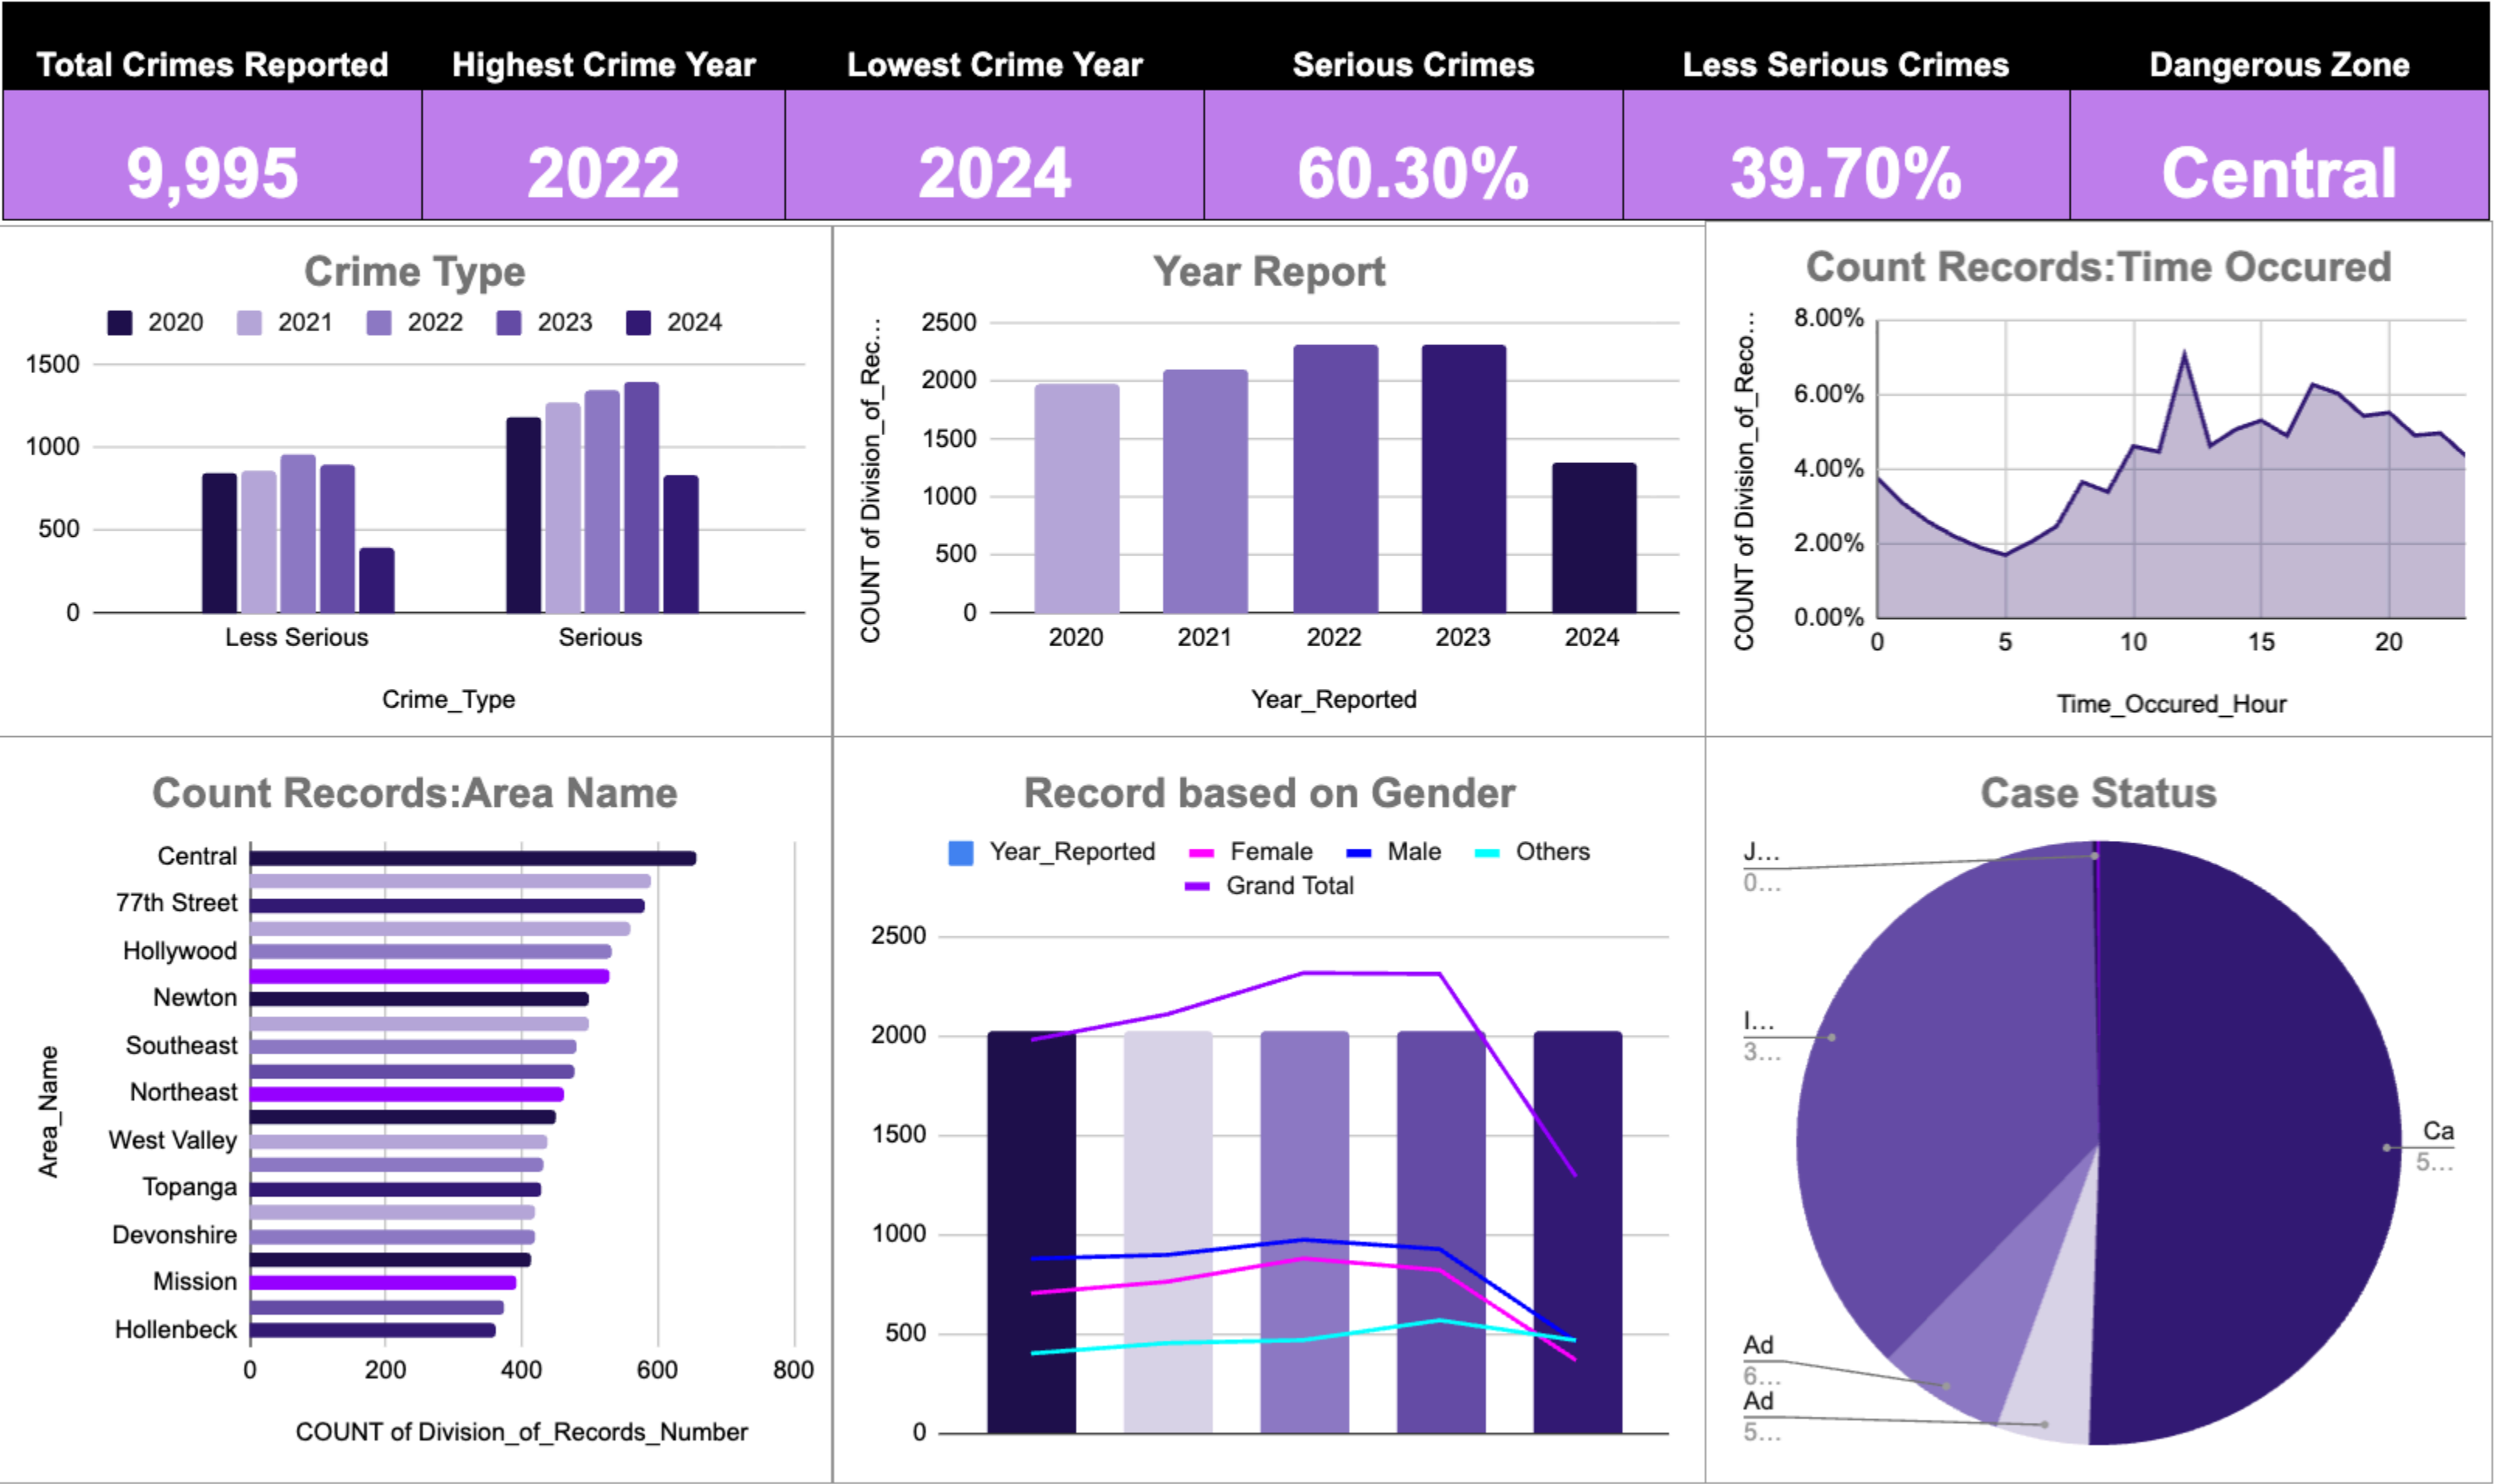 Total Crimes Reported Highest Crime Year Lowest Crime Year Serious Crimes Less Serious Crimes Dangerous Zone
9,995 2022 2024 60.30% 39.70% Central
Crime Type
2020 2021 2022 2023 2024
1500
1000
500
0
Less Serious Serious
Crime_Type
Year Report
COUNT of Division_of_Rec...
2500
2000
1500
1000
500
0
2020 2021 2022 2023 2024
Year_Reported
Count Records:Time Occured
COUNT of Division_of_Reco...
8.00%
6.00%
4.00%
2.00%
0.00%
0 5 10 15 20
Time_Occured_Hour
Count Records:Area Name
Area_Name
Central
77th Street
Hollywood
Newton
Southeast
Northeast
West Valley
Topanga
Devonshire
Mission
Hollenbeck
0 200 400 600 800
COUNT of Division_of_Records_Number
Record based on Gender
Year_Reported Female Male Others
Grand Total
2500
2000
1500
1000
500
0
Case Status
J...
0...
I...
3...
Ca
5...
Ad
6...
Ad
5...